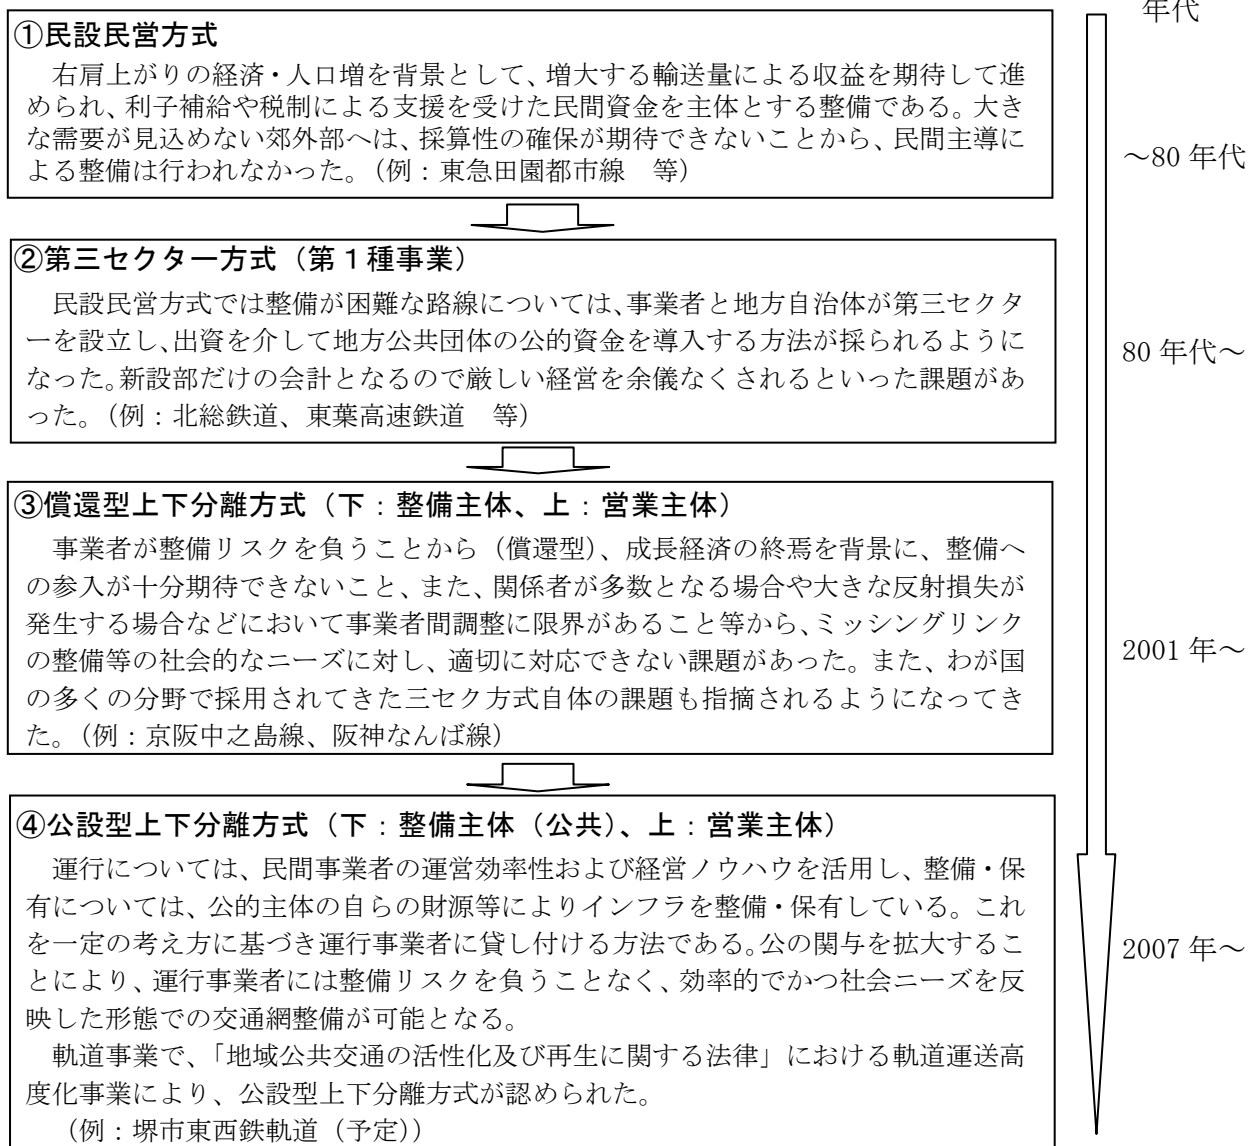 年代
①民設民営方式
右肩上がりの経済・人口増を背景として、増大する輸送量による収益を期待して進
められ、利子補給や税制による支援を受けた民間資金を主体とする整備である。大き
な需要が見込めない郊外部へは、採算性の確保が期待できないことから、民間主導に
よる整備は行われなかった。（例：東急田園都市線　等）
～80 年代
②第三セクター方式（第１種事業）
民設民営方式では整備が困難な路線については、事業者と地方自治体が第三セクタ
ーを設立し、出資を介して地方公共団体の公的資金を導入する方法が採られるように
なった。新設部だけの会計となるので厳しい経営を余儀なくされるといった課題があ
った。（例：北総鉄道、東葉高速鉄道　等）
80 年代～
③償還型上下分離方式（下：整備主体、上：営業主体）
事業者が整備リスクを負うことから（償還型）、成長経済の終焉を背景に、整備へ
の参入が十分期待できないこと、また、関係者が多数となる場合や大きな反射損失が
発生する場合などにおいて事業者間調整に限界があること等から、ミッシングリンク
の整備等の社会的なニーズに対し、適切に対応できない課題があった。また、わが国
の多くの分野で採用されてきた三セク方式自体の課題も指摘されるようになってき
た。（例：京阪中之島線、阪神なんば線）
2001 年～
④公設型上下分離方式（下：整備主体（公共）、上：営業主体）
運行については、民間事業者の運営効率性および経営ノウハウを活用し、整備・保
有については、公的主体の自らの財源等によりインフラを整備・保有している。これ
を一定の考え方に基づき運行事業者に貸し付ける方法である。公の関与を拡大するこ
とにより、運行事業者には整備リスクを負うことなく、効率的でかつ社会ニーズを反
映した形態での交通網整備が可能となる。
軌道事業で、「地域公共交通の活性化及び再生に関する法律」における軌道運送高
度化事業により、公設型上下分離方式が認められた。
（例：堺市東西鉄軌道（予定））
2007 年～